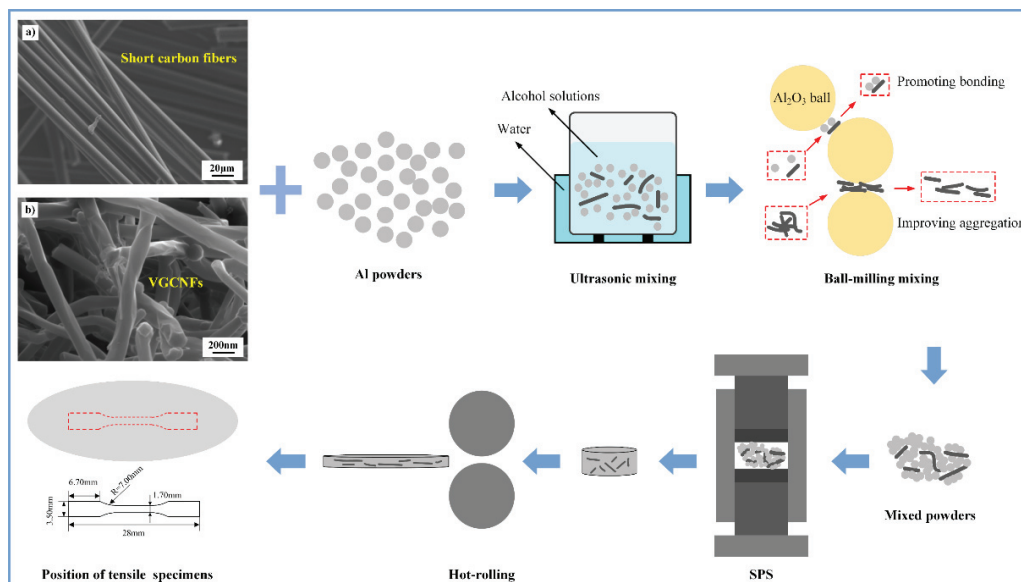 a)
Short carbon fibers
20μm
b)
VGCNFs
200nm
Al powders
Alcohol solutions
Water
Ultrasonic mixing
Al₂O₃ ball
Promoting bonding
Improving aggregation
Ball-milling mixing
Mixed powders
SPS
Hot-rolling
6.70mm
R=7.00mm
1.70mm
3.50mm
28mm
Position of tensile specimens